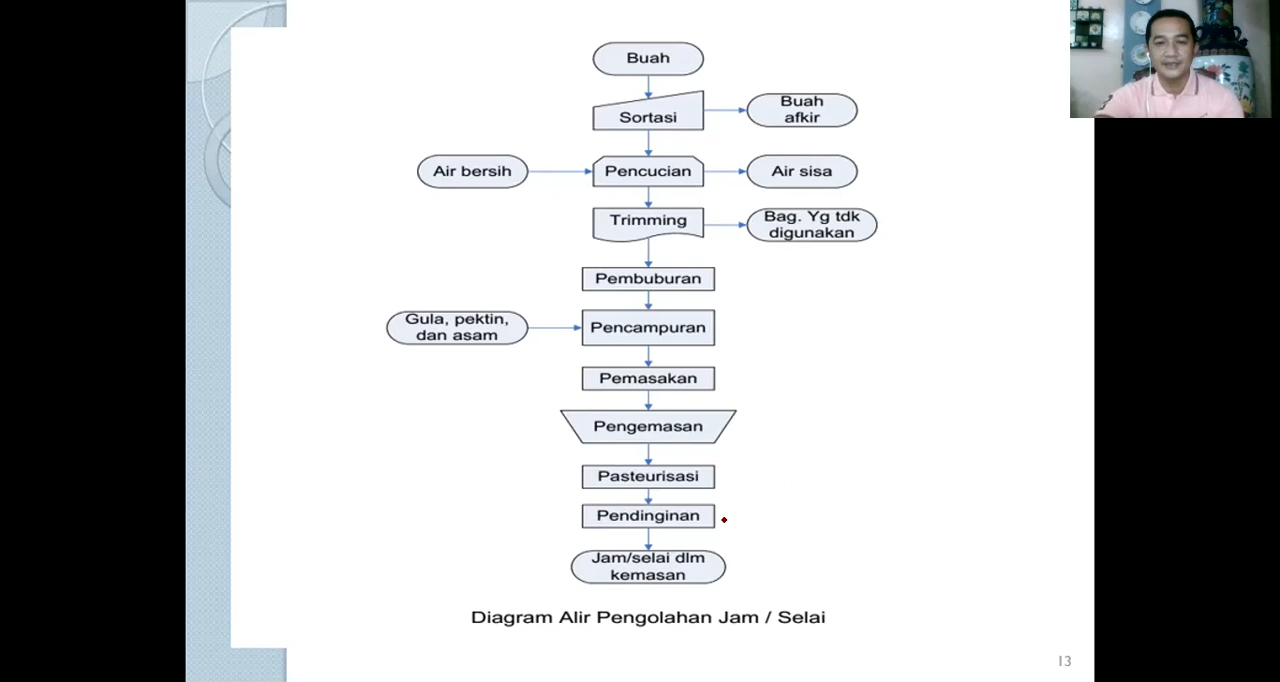 Buah
Sortasi
Buah
afkir
Air bersih
Pencucian
Air sisa
Trimming
Bag. Yg tdk
digunakan
Pembuburan
Gula, pektin,
dan asam
Pencampuran
Pemasakan
Pengemasan
Pasteurisasi
Pendinginan
Jam/selai dlm
kemasan
Diagram Alir Pengolahan Jam / Selai
13